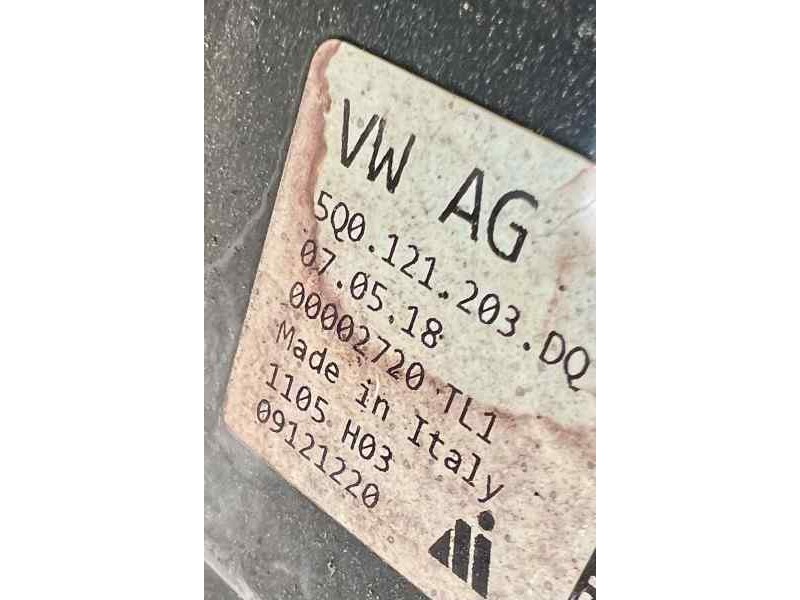 VW AG
5Q0.121.203.DQ
07.05.18
00002720 TL1
Made in Italy
1105 H03
09121220